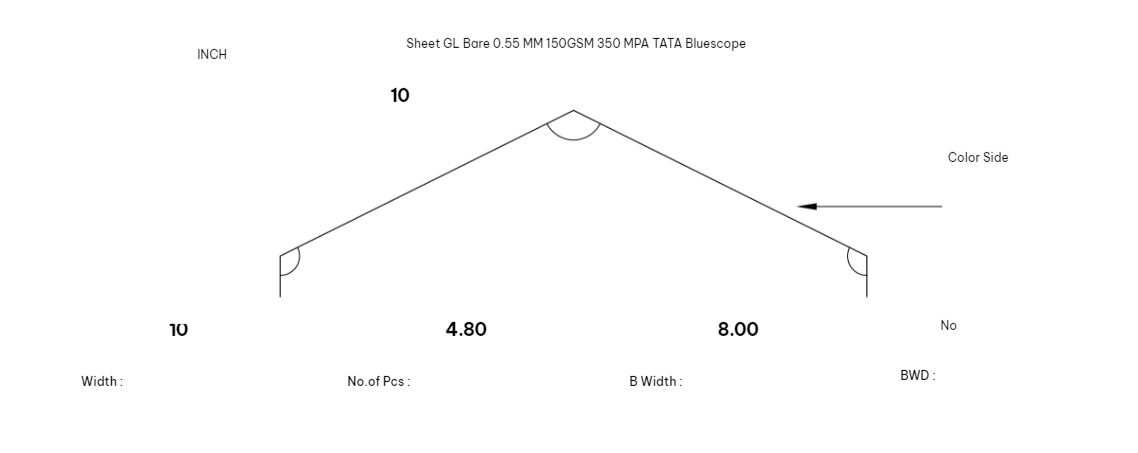 Sheet GL Bare 0.55 MM 150GSM 350 MPA TATA Bluescope
INCH
10
Color Side
10
4.80
8.00
No
Width :
No.of Pcs :
B Width :
BWD :